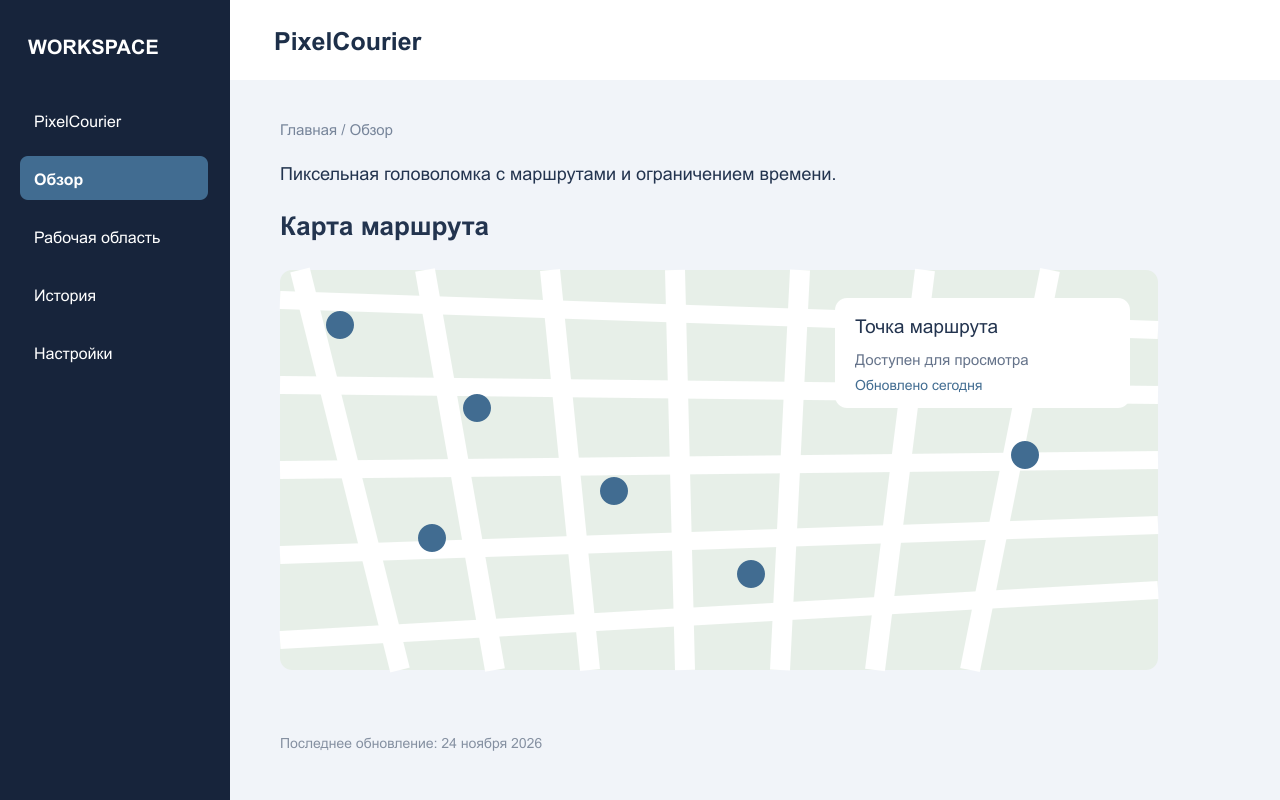 WORKSPACE
PixelCourier
Обзор
Рабочая область
История
Настройки
PixelCourier
Главная / Обзор
Пиксельная головоломка с маршрутами и ограничением времени.
Карта маршрута
Точка маршрута
Доступен для просмотра
Обновлено сегодня
Последнее обновление: 24 ноября 2026